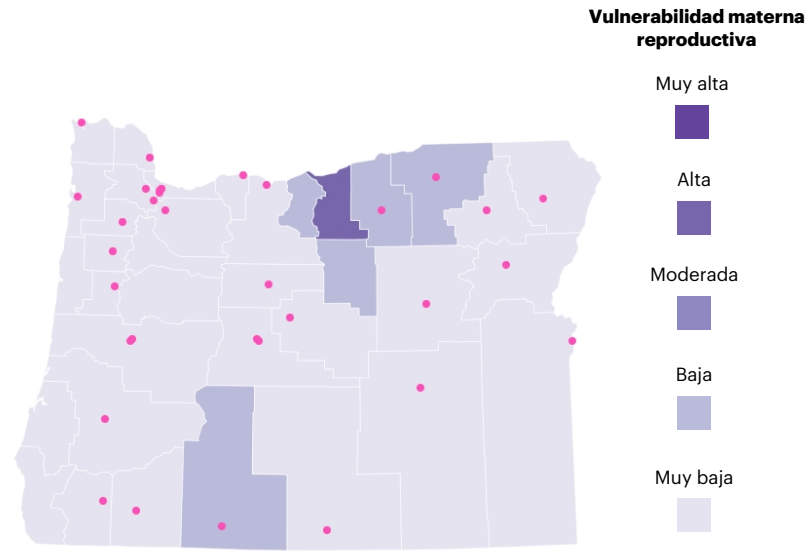 Vulnerabilidad materna
reproductiva
Muy alta
Alta
Moderada
Baja
Muy baja